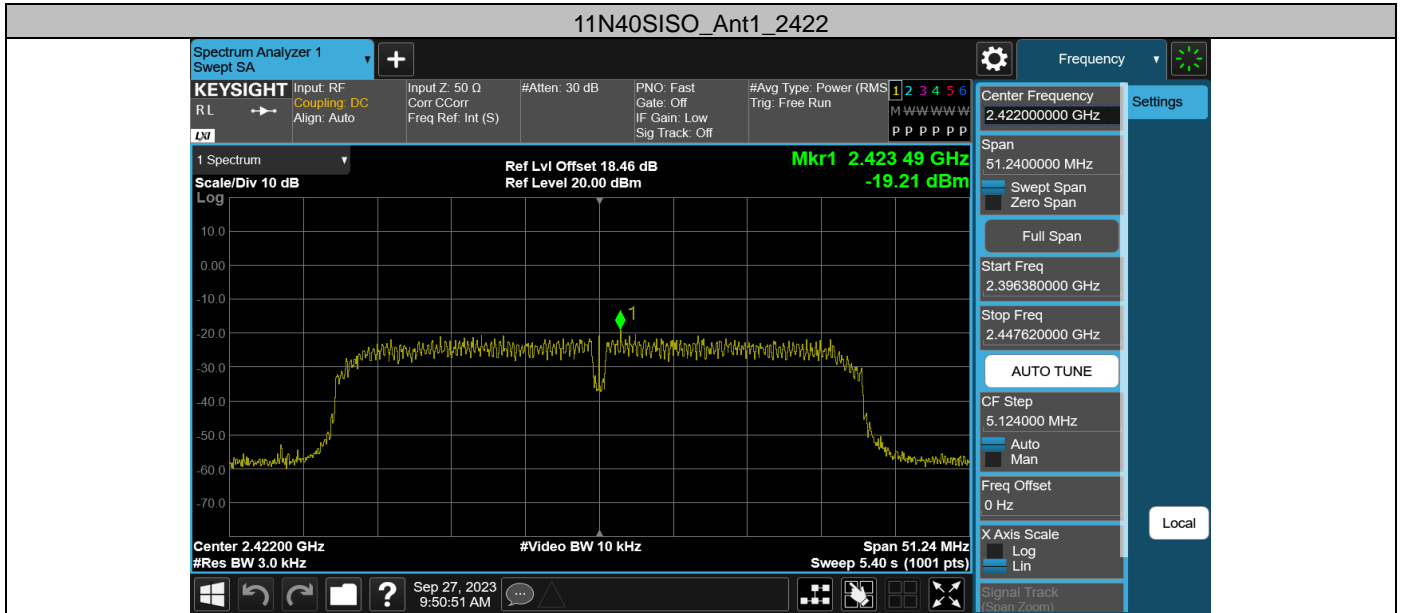 11N40SISO_Ant1_2422
Spectrum Analyzer 1
Swept SA
+
Frequency
KEYSIGHT
RL
LXI
Input: RF
Coupling: DC
Align: Auto
Input Z: 50 Ω
Corr CCorr
Freq Ref: Int (S)
#Atten: 30 dB
PNO: Fast
Gate: Off
IF Gain: Low
Sig Track: Off
#Avg Type: Power (RMS
Trig: Free Run
1 2 3 4 5 6
M W W W W W
P P P P P P
1 Spectrum
Scale/Div 10 dB
Ref Lvl Offset 18.46 dB
Ref Level 20.00 dBm
Mkr1 2.423 49 GHz
-19.21 dBm
Log
10.0
0.00
-10.0
-20.0
-30.0
-40.0
-50.0
-60.0
-70.0
1
Center 2.42200 GHz
#Res BW 3.0 kHz
#Video BW 10 kHz
Span 51.24 MHz
Sweep 5.40 s (1001 pts)
Center Frequency
2.422000000 GHz
Span
51.2400000 MHz
Swept Span
Zero Span
Full Span
Start Freq
2.396380000 GHz
Stop Freq
2.447620000 GHz
AUTO TUNE
CF Step
5.124000 MHz
Auto
Man
Freq Offset
0 Hz
X Axis Scale
Log
Lin
Signal Track
(Span Zoom)
Settings
Local
?
Sep 27, 2023
9:50:51 AM